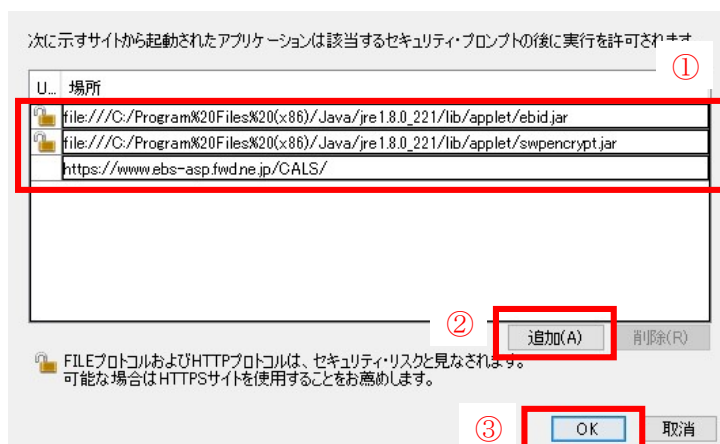 次に示すサイトから起動されたアプリケーションは該当するセキュリティ・プロンプトの後に実行を許可されます
①
U... 場所
file:///C:/Program%20Files%20(x86)/Java/jre1.8.0_221/lib/applet/ebid.jar
file:///C:/Program%20Files%20(x86)/Java/jre1.8.0_221/lib/applet/swpencrypt.jar
https://www.ebs-asp.fwd.ne.jp/CALS/
②
追加(A) 削除(R)
FILEプロトコルおよびHTTPプロトコルは、セキュリティ・リスクと見なされます。
可能な場合はHTTPSサイトを使用することをお薦めします。
③
OK 取消